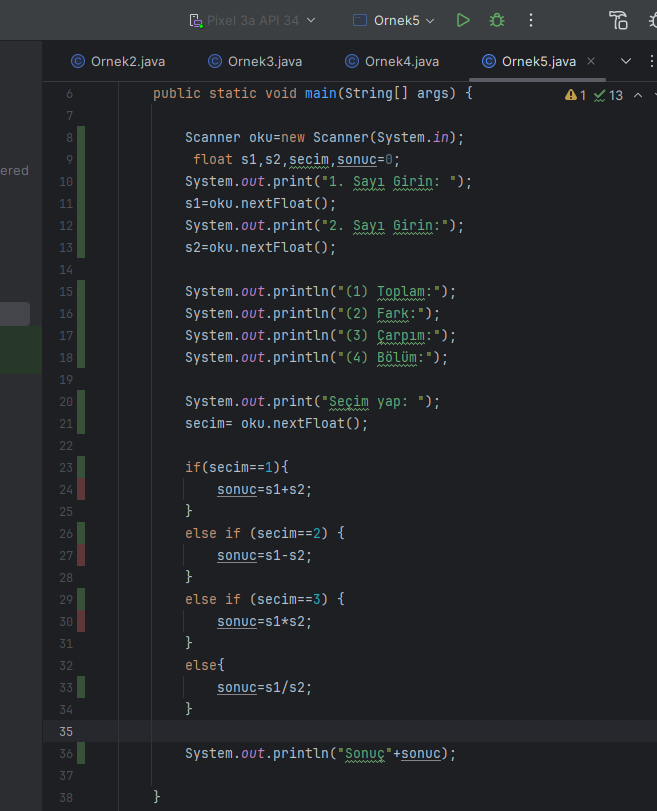 Pixel 3a API 34 Ornek5
Ornek2.java Ornek3.java Ornek4.java Ornek5.java
ered
1 13
6 public static void main(String[] args) {
7
8 Scanner oku=new Scanner(System.in);
9 float s1,s2,secim,sonuc=0;
10 System.out.print("1. Sayı Girin: ");
11 s1=oku.nextFloat();
12 System.out.print("2. Sayı Girin:");
13 s2=oku.nextFloat();
14
15 System.out.println("(1) Toplam:");
16 System.out.println("(2) Fark:");
17 System.out.println("(3) Çarpım:");
18 System.out.println("(4) Bölüm:");
19
20 System.out.print("Seçim yap: ");
21 secim= oku.nextFloat();
22
23 if(secim==1){
24 sonuc=s1+s2;
25 }
26 else if (secim==2) {
27 sonuc=s1-s2;
28 }
29 else if (secim==3) {
30 sonuc=s1*s2;
31 }
32 else{
33 sonuc=s1/s2;
34 }
35
36 System.out.println("Sonuç"+sonuc);
37
38 }